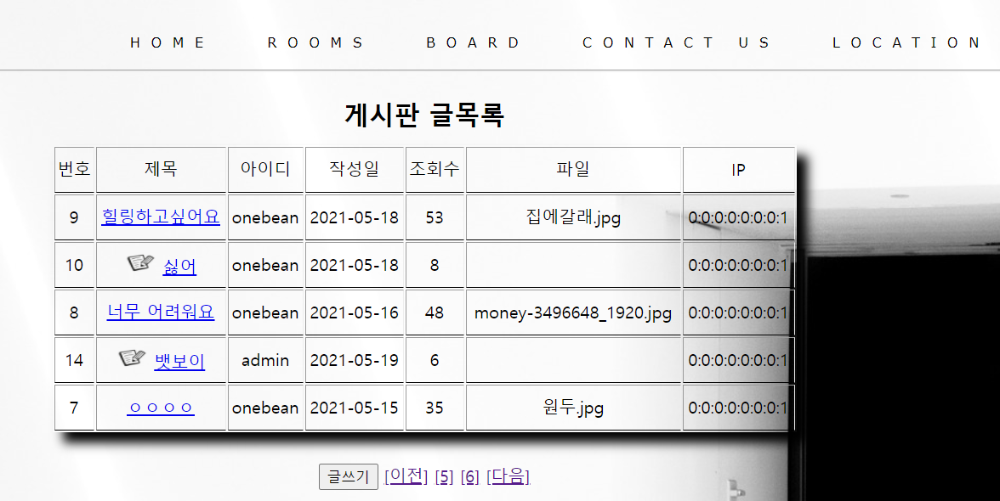 HOME ROOMS BOARD CONTACT US LOCATION
게시판 글목록
번호 제목 아이디 작성일 조회수 파일 IP
9 힐링하고싶어요 onebean 2021-05-18 53 집에갈래.jpg 0:0:0:0:0:0:0:1
10 싫어 onebean 2021-05-18 8 0:0:0:0:0:0:0:1
8 너무 어려워요 onebean 2021-05-16 48 money-3496648_1920.jpg 0:0:0:0:0:0:0:1
14 뱃보이 admin 2021-05-19 6 0:0:0:0:0:0:0:1
7 ㅇㅇㅇㅇ onebean 2021-05-15 35 원두.jpg 0:0:0:0:0:0:0:1
글쓰기 [이전] [5] [6] [다음]